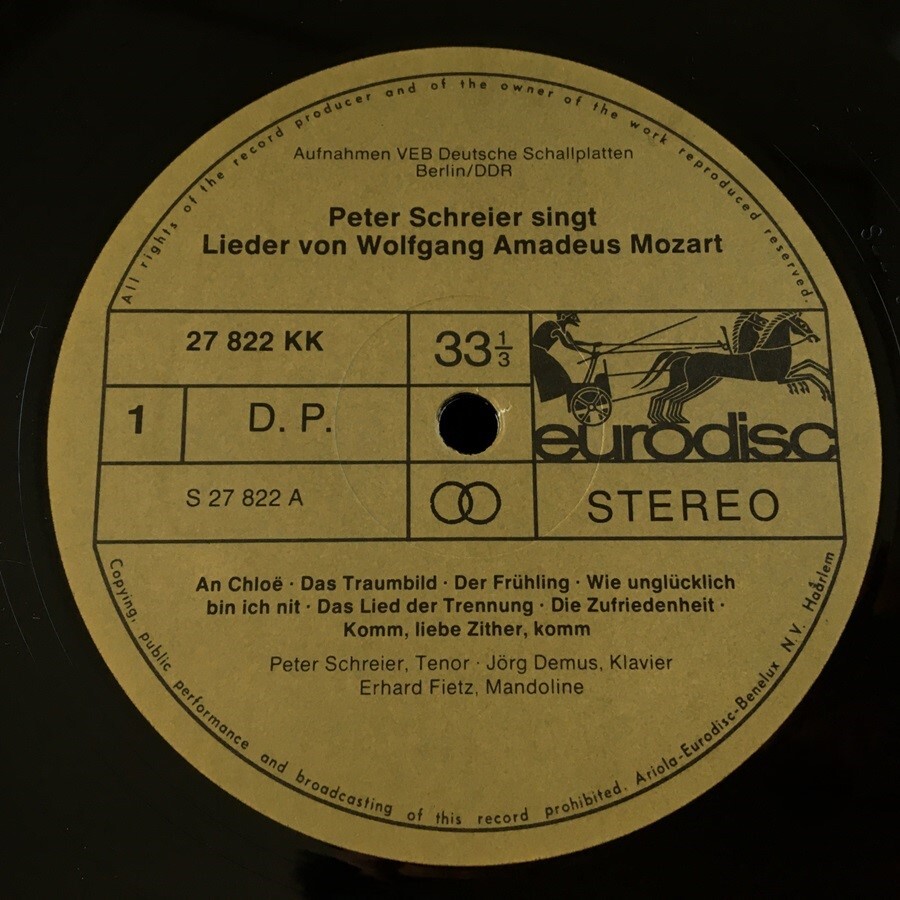 All rights of the record producer and of the owner of the work reproduced reserved.
Aufnahmen VEB Deutsche Schallplatten
Berlin/DDR
Peter Schreier singt
Lieder von Wolfgang Amadeus Mozart
27 822 KK
33 1/3
1
D. P.
eurodisc
S 27 822 A
STEREO
An Chloë · Das Traumbild · Der Frühling · Wie unglücklich
bin ich nit · Das Lied der Trennung · Die Zufriedenheit ·
Komm, liebe Zither, komm
Peter Schreier, Tenor · Jörg Demus, Klavier
Erhard Fietz, Mandoline
Copying, public performance and broadcasting of this record prohibited. Ariola-Eurodisc-Benelux N.V. Haarlem